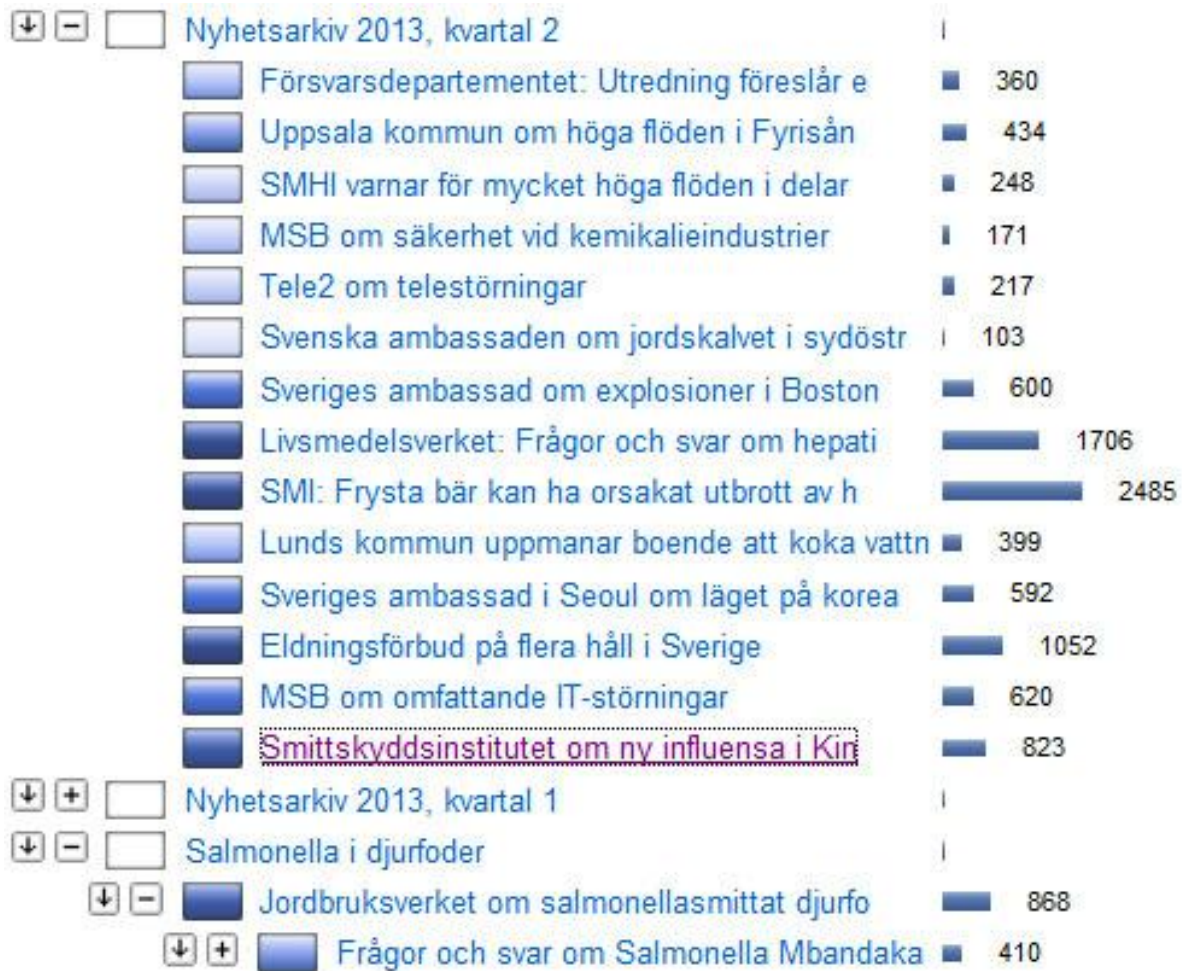 Nyhetsarkiv 2013, kvartal 2
Försvarsdepartementet: Utredning föreslår e 360
Uppsala kommun om höga flöden i Fyrisån 434
SMHI varnar för mycket höga flöden i delar 248
MSB om säkerhet vid kemikalieindustrier 171
Tele2 om telestörningar 217
Svenska ambassaden om jordskalvet i sydöstr 103
Sveriges ambassad om explosioner i Boston 600
Livsmedelsverket: Frågor och svar om hepati 1706
SMI: Frysta bär kan ha orsakat utbrott av h 2485
Lunds kommun uppmanar boende att koka vattn 399
Sveriges ambassad i Seoul om läget på korea 592
Eldningsförbud på flera håll i Sverige 1052
MSB om omfattande IT-störningar 620
Smittskyddsinstitutet om ny influensa i Kin 823
Nyhetsarkiv 2013, kvartal 1
Salmonella i djurfoder
Jordbruksverket om salmonellasmittat djurfo 868
Frågor och svar om Salmonella Mbandaka 410